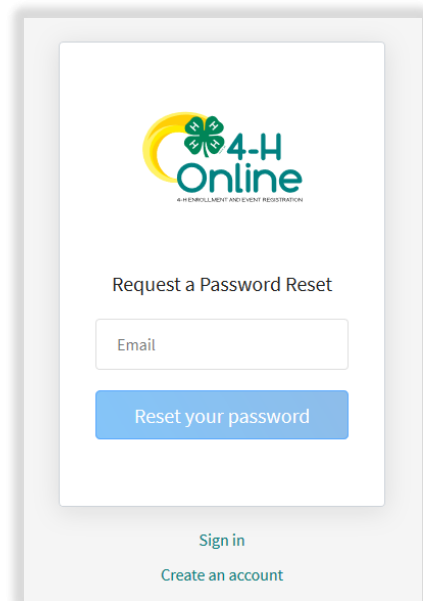 H H
H H
4-H
Online
4-H ENROLLMENT AND EVENT REGISTRATION
Request a Password Reset
Email
Reset your password
Sign in
Create an account